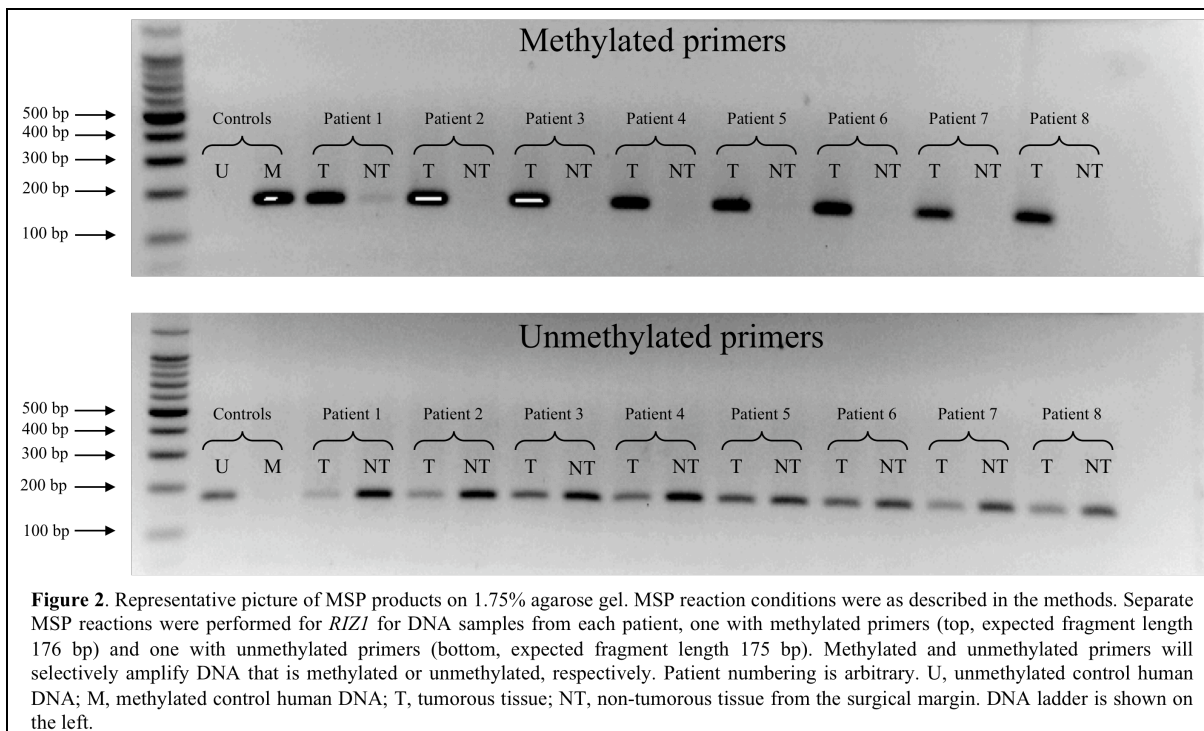 Methylated primers
500 bp
400 bp
300 bp
200 bp
100 bp
Controls Patient 1 Patient 2 Patient 3 Patient 4 Patient 5 Patient 6 Patient 7 Patient 8
U M T NT T NT T NT T NT T NT T NT T NT T NT
Unmethylated primers
500 bp
400 bp
300 bp
200 bp
100 bp
Controls Patient 1 Patient 2 Patient 3 Patient 4 Patient 5 Patient 6 Patient 7 Patient 8
U M T NT T NT T NT T NT T NT T NT T NT T NT
Figure 2. Representative picture of MSP products on 1.75% agarose gel. MSP reaction conditions were as described in the methods. Separate
MSP reactions were performed for RIZ1 for DNA samples from each patient, one with methylated primers (top, expected fragment length
176 bp) and one with unmethylated primers (bottom, expected fragment length 175 bp). Methylated and unmethylated primers will
selectively amplify DNA that is methylated or unmethylated, respectively. Patient numbering is arbitrary. U, unmethylated control human
DNA; M, methylated control human DNA; T, tumorous tissue; NT, non-tumorous tissue from the surgical margin. DNA ladder is shown on
the left.